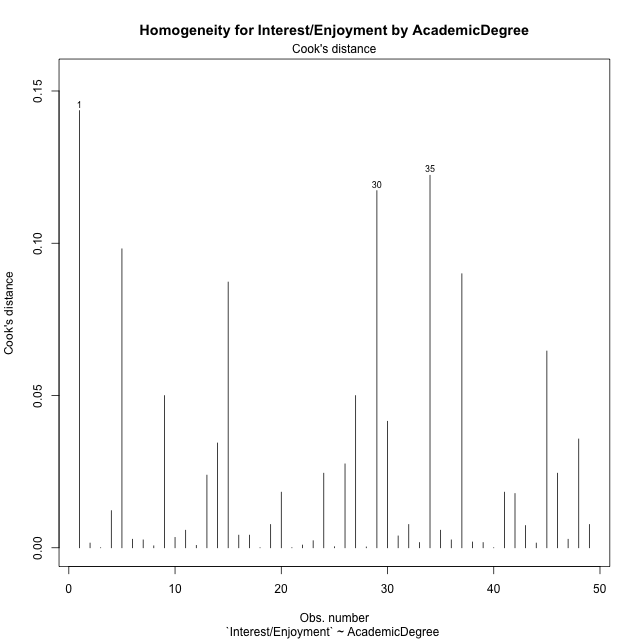 Homogeneity for Interest/Enjoyment by AcademicDegree
Cook's distance
Cook's distance
0.15
0.10
0.05
0.00
1
30
35
0 10 20 30 40 50
Obs. number
`Interest/Enjoyment` ~ AcademicDegree